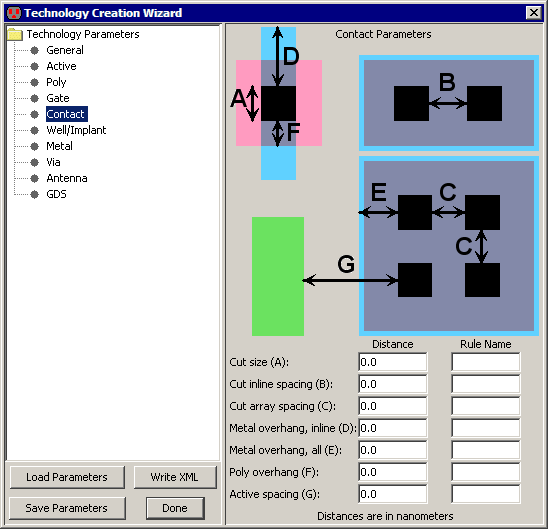 Technology Creation Wizard
Technology Parameters
General
Active
Poly
Gate
Contact
Well/Implant
Metal
Via
Antenna
GDS
Load Parameters
Write XML
Save Parameters
Done
Contact Parameters
D
A
F
B
E
C
C
G
Distance Rule Name
Cut size (A): 0.0
Cut inline spacing (B): 0.0
Cut array spacing (C): 0.0
Metal overhang, inline (D): 0.0
Metal overhang, all (E): 0.0
Poly overhang (F): 0.0
Active spacing (G): 0.0
Distances are in nanometers